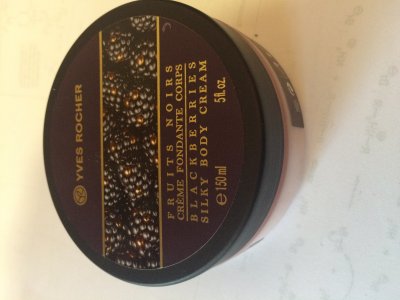 YVES ROCHER
FRUITS NOIRS
CRÈME FONDANTE CORPS
BLACKBERRIES
SILKY BODY CREAM
℮150 ml 5fl.oz.